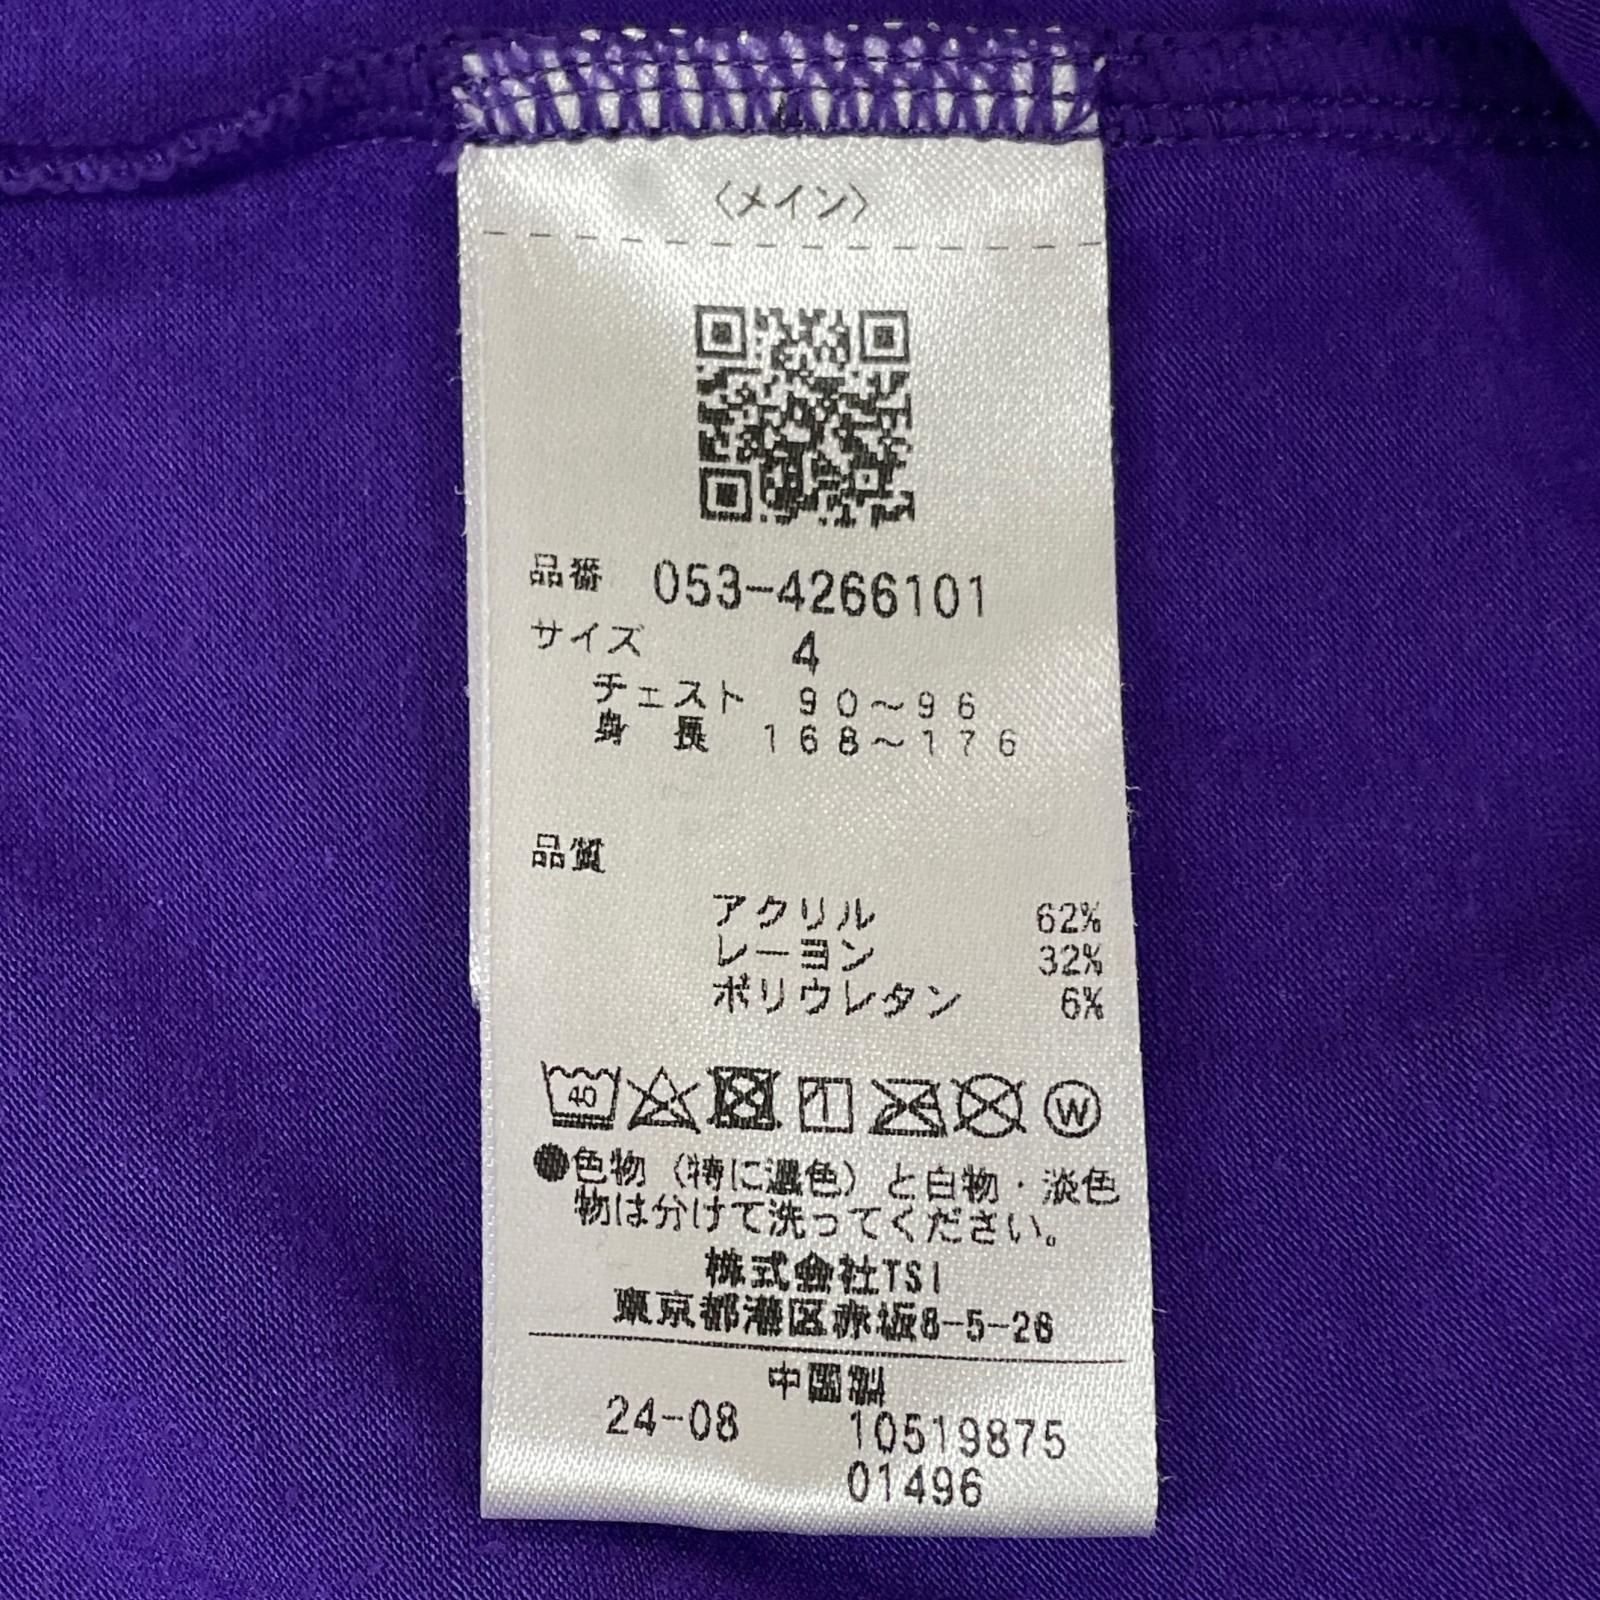 〈メイン〉
品番 053-4266101
サイズ 4
チェスト 90～96
身長 168～176
品質
アクリル 62%
レーヨン 32%
ポリウレタン 6%
40
W
●色物（特に濃色）と白物・淡色
物は分けて洗ってください。
株式会社TSI
東京都港区赤坂8-5-26
中国製
24-08 10519875
01496